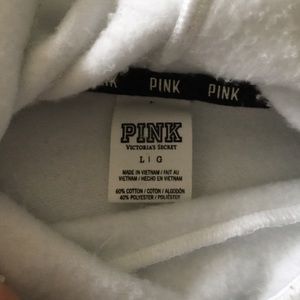 PINK PINK
PINK
VICTORIA'S SECRET
L | G
MADE IN VIETNAM / FAIT AU
VIETNAM / HECHO EN VIETNAM
60% COTTON / COTON / ALGODÓN
40% POLYESTER / POLYESTER